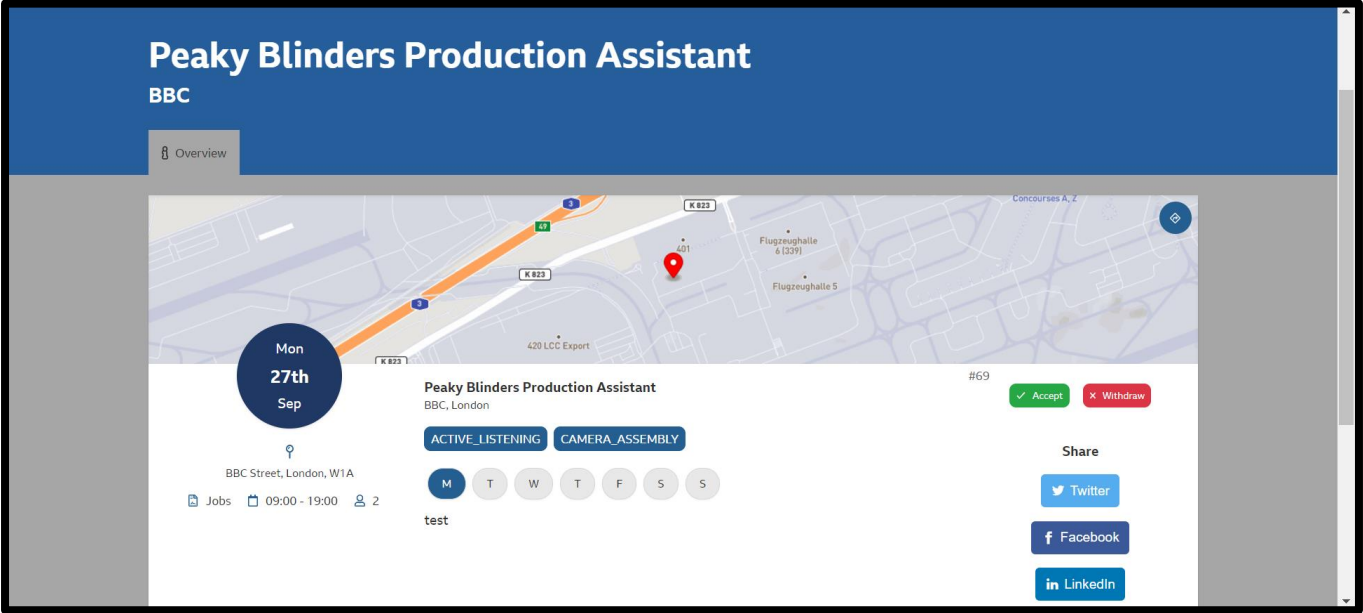 Peaky Blinders Production Assistant
BBC
Overview
Concourses A, Z
3
K 823
49
401
Flugzeughalle
6 (339)
K 823
Flugzeughalle 5
3
420 LCC Export
K 823
Mon
27th
Sep
BBC Street, London, W1A
Jobs 09:00 - 19:00 2
Peaky Blinders Production Assistant
BBC, London
ACTIVE_LISTENING CAMERA_ASSEMBLY
M T W T F S S
test
#69
Accept Withdraw
Share
Twitter
Facebook
LinkedIn